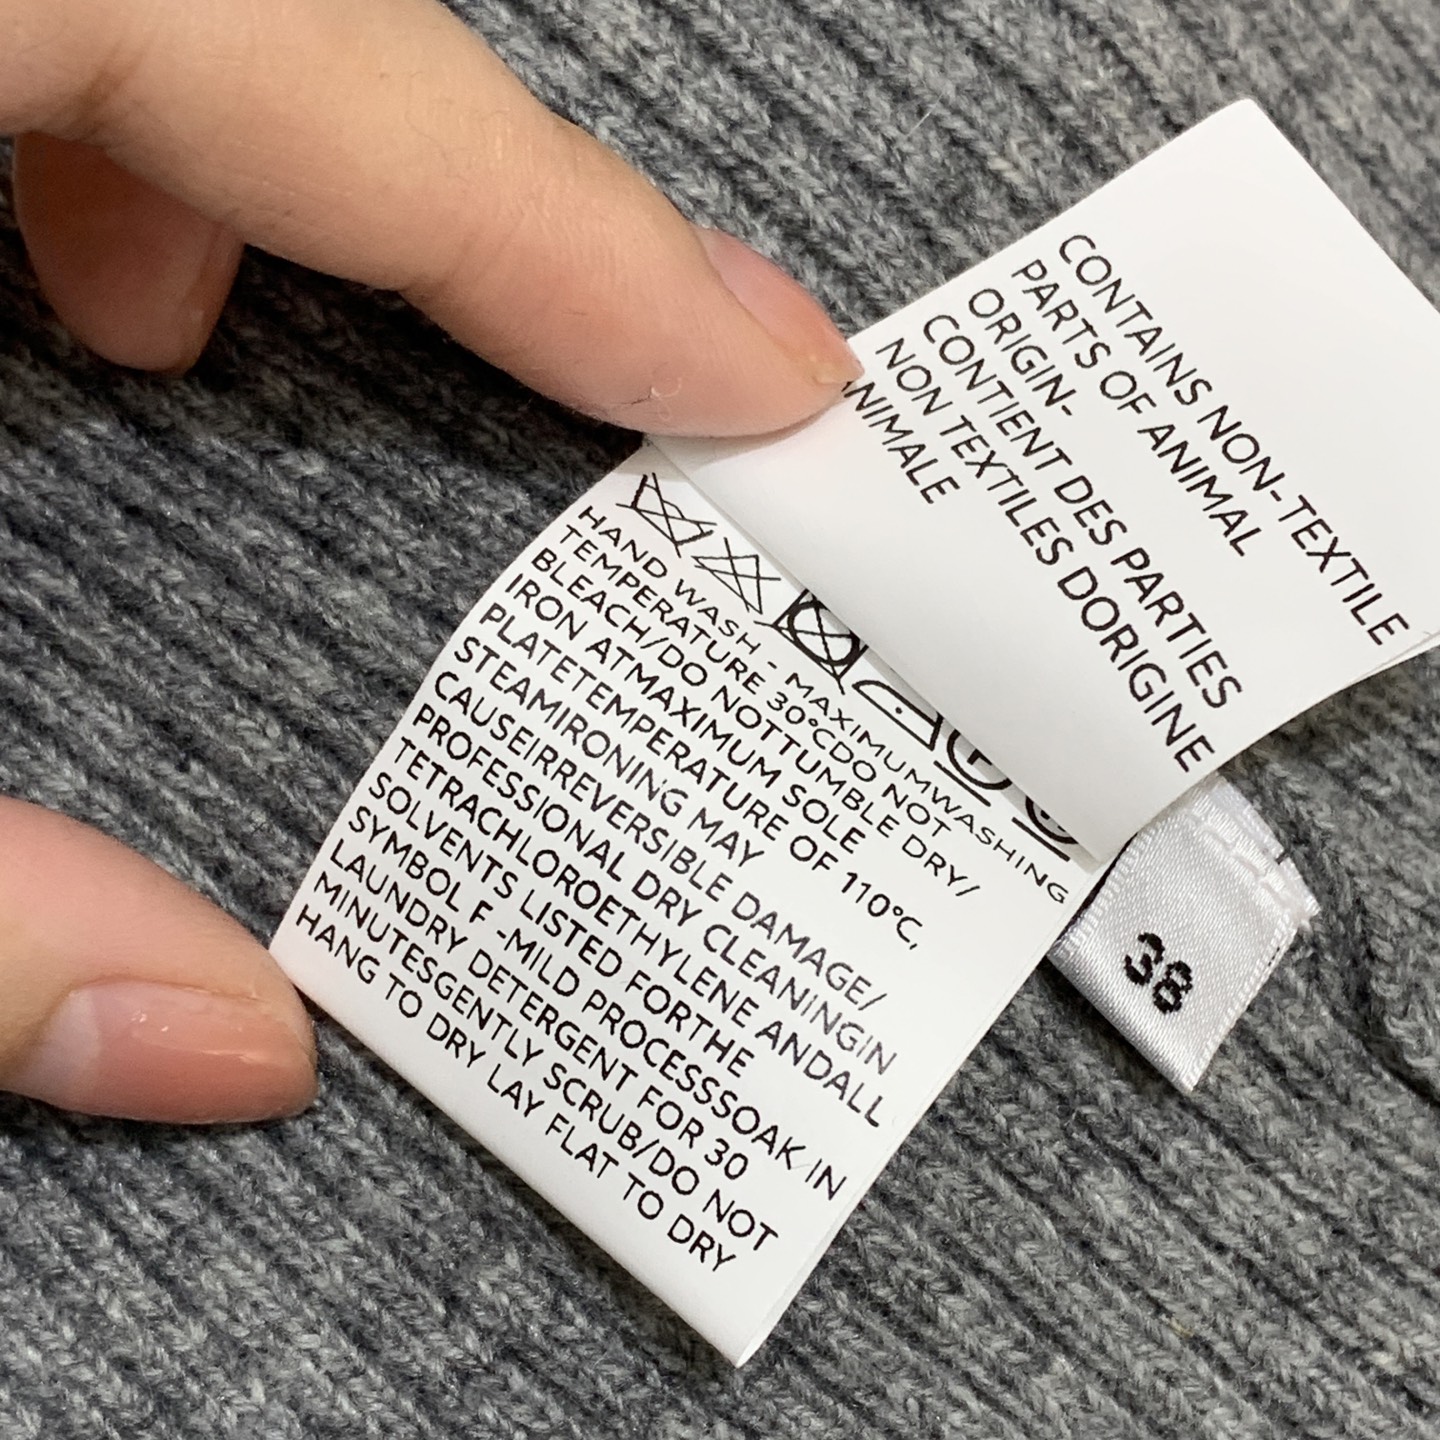 CONTAINS NON-TEXTILE
PARTS OF ANIMAL
ORIGIN-
CONTIENT DES PARTIES
NON TEXTILES DORIGINE
ANIMALE
HAND WASH - MAXIMUMWASHING
TEMPERATURE 30°CDO NOT
BLEACH/DO NOTTUMBLE DRY/
IRON ATMAXIMUM SOLE
PLATETEMPERATURE OF 110°C,
STEAMIRONING MAY
CAUSEIRREVERSIBLE DAMAGE/
PROFESSIONAL DRY CLEANINGIN
TETRACHLOROETHYLENE ANDALL
SOLVENTS LISTED FORTHE
SYMBOL F -MILD PROCESSSOAK IN
LAUNDRY DETERGENT FOR 30
MINUTESGENTLY SCRUB/DO NOT
HANG TO DRY LAY FLAT TO DRY
38